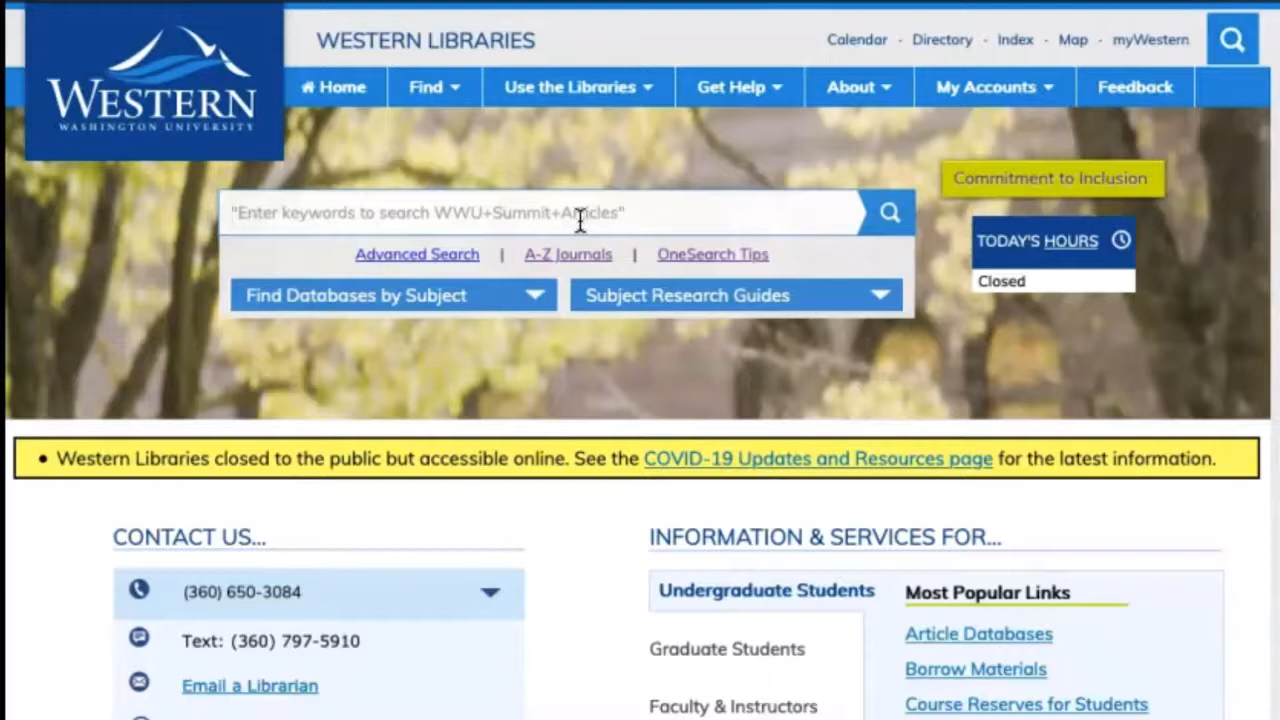 WESTERN
WASHINGTON UNIVERSITY
WESTERN LIBRARIES
Calendar - Directory - Index - Map - myWestern
Home Find Use the Libraries Get Help About My Accounts Feedback
Commitment to Inclusion
"Enter keywords to search WWU+Summit+Articles"
TODAY'S HOURS
Advanced Search | A-Z Journals | OneSearch Tips
Closed
Find Databases by Subject Subject Research Guides
• Western Libraries closed to the public but accessible online. See the COVID-19 Updates and Resources page for the latest information.
CONTACT US...
(360) 650-3084
Text: (360) 797-5910
Email a Librarian
INFORMATION & SERVICES FOR...
Undergraduate Students
Graduate Students
Faculty & Instructors
Most Popular Links
Article Databases
Borrow Materials
Course Reserves for Students